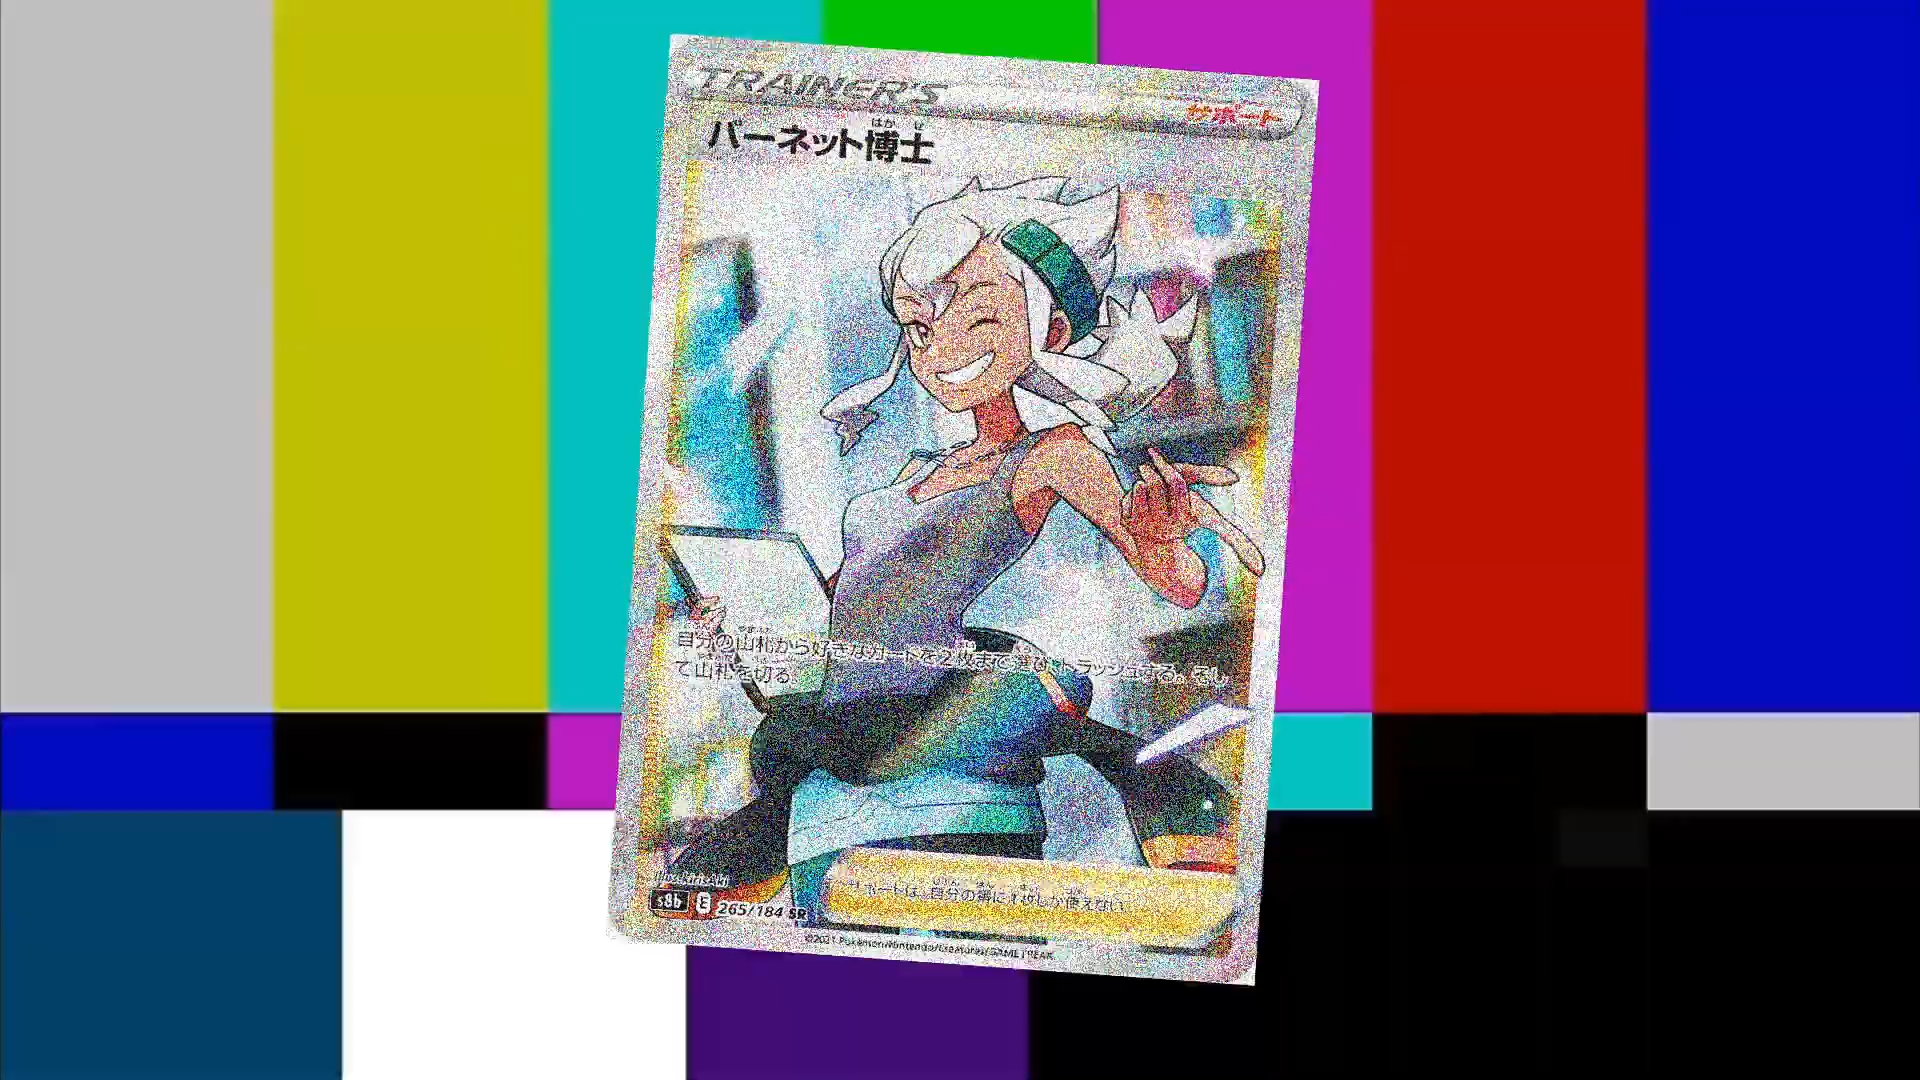 TRAINER'S
サポート
はか せ
バーネット博士
自分の山札から好きなカードを2枚まで選び、トラッシュする。そし
て山札を切る。
サポートは、自分の番に1枚しか使えない。
s8b E 265/184 SR
©2021 Pokémon/Nintendo/Creatures/GAME FREAK